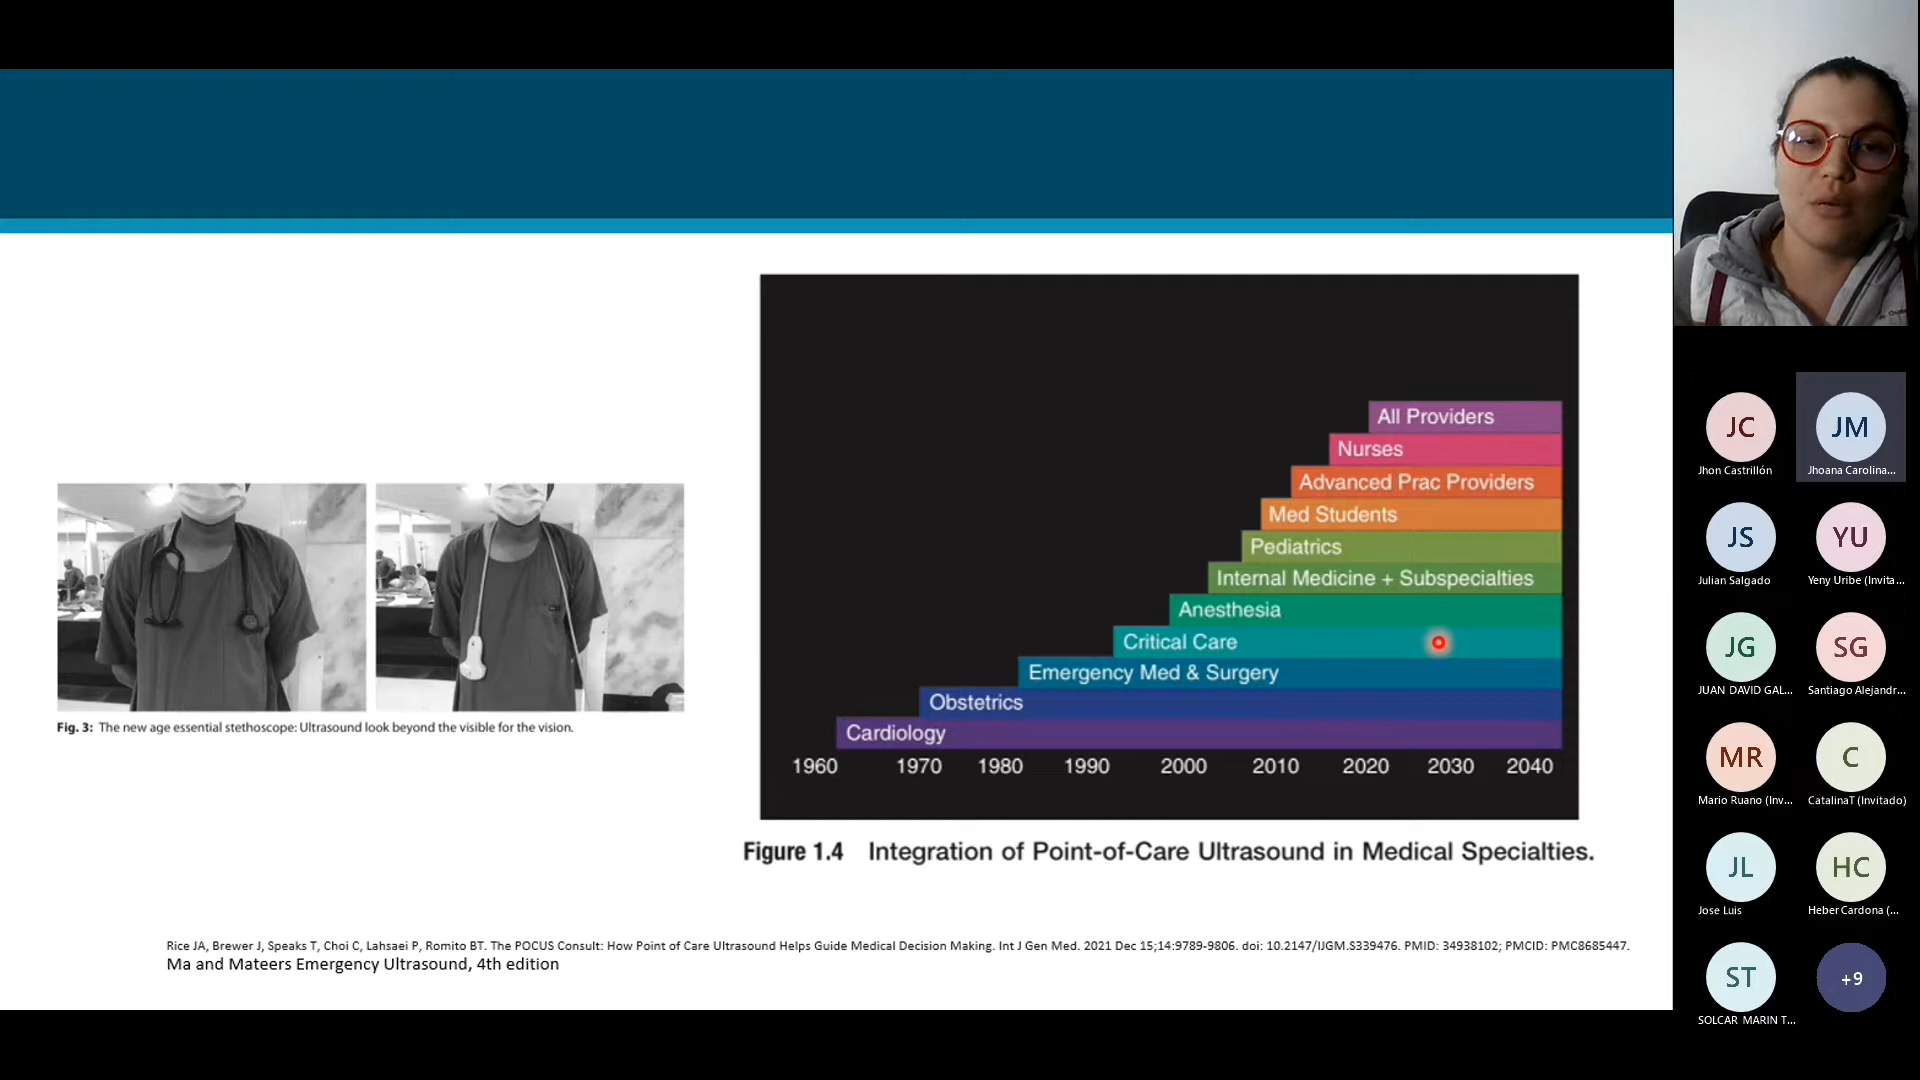 All Providers
Nurses
Advanced Prac Providers
Med Students
Pediatrics
Internal Medicine + Subspecialties
Anesthesia
Critical Care
Emergency Med & Surgery
Obstetrics
Cardiology
1960 1970 1980 1990 2000 2010 2020 2030 2040
Fig. 3: The new age essential stethoscope: Ultrasound look beyond the visible for the vision.
Figure 1.4 Integration of Point-of-Care Ultrasound in Medical Specialties.
Rice JA, Brewer J, Speaks T, Choi C, Lahsaei P, Romito BT. The POCUS Consult: How Point of Care Ultrasound Helps Guide Medical Decision Making. Int J Gen Med. 2021 Dec 15;14:9789-9806. doi: 10.2147/IJGM.S339476. PMID: 34938102; PMCID: PMC8685447.
Ma and Mateers Emergency Ultrasound, 4th edition
JC
Jhon Castrillón
JM
Jhoana Carolina...
JS
Julian Salgado
YU
Yeny Uribe (Invita...
JG
JUAN DAVID GAL...
SG
Santiago Alejandr...
MR
Mario Ruano (Inv...
C
CatalinaT (Invitado)
JL
Jose Luis
HC
Heber Cardona (...
ST
SOLCAR MARIN T...
+9